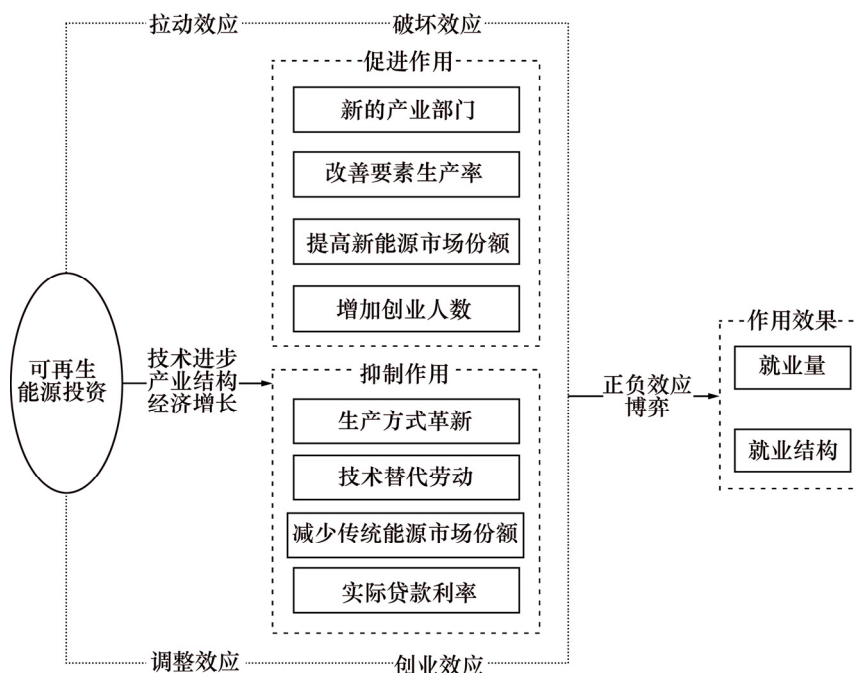 拉动效应
破坏效应
促进作用
新的产业部门
改善要素生产率
提高新能源市场份额
增加创业人数
可再生
能源投资
技术进步
产业结构
经济增长
抑制作用
生产方式革新
技术替代劳动
减少传统能源市场份额
实际贷款利率
正负效应
博弈
作用效果
就业量
就业结构
调整效应
创业效应